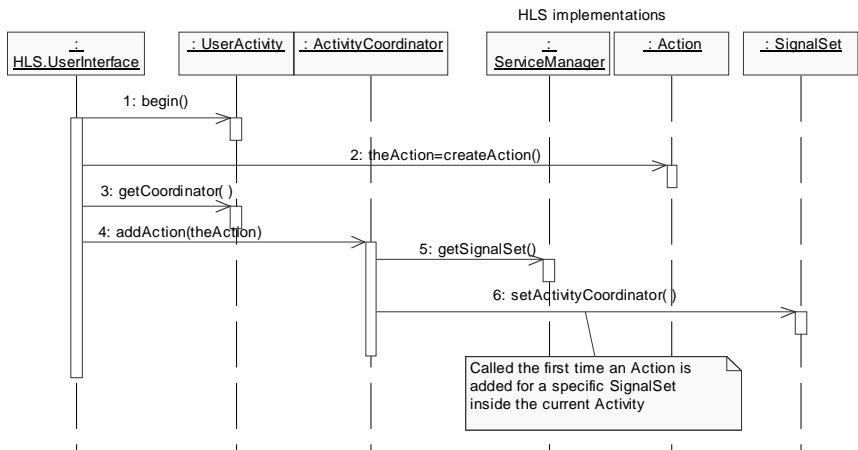 HLS implementations
:
HLS.UserInterface
: UserActivity
: ActivityCoordinator
:
ServiceManager
: Action
: SignalSet
1: begin()
2: theAction=createAction()
3: getCoordinator( )
4: addAction(theAction)
5: getSignalSet()
6: setActivityCoordinator( )
Called the first time an Action is
added for a specific SignalSet
inside the current Activity